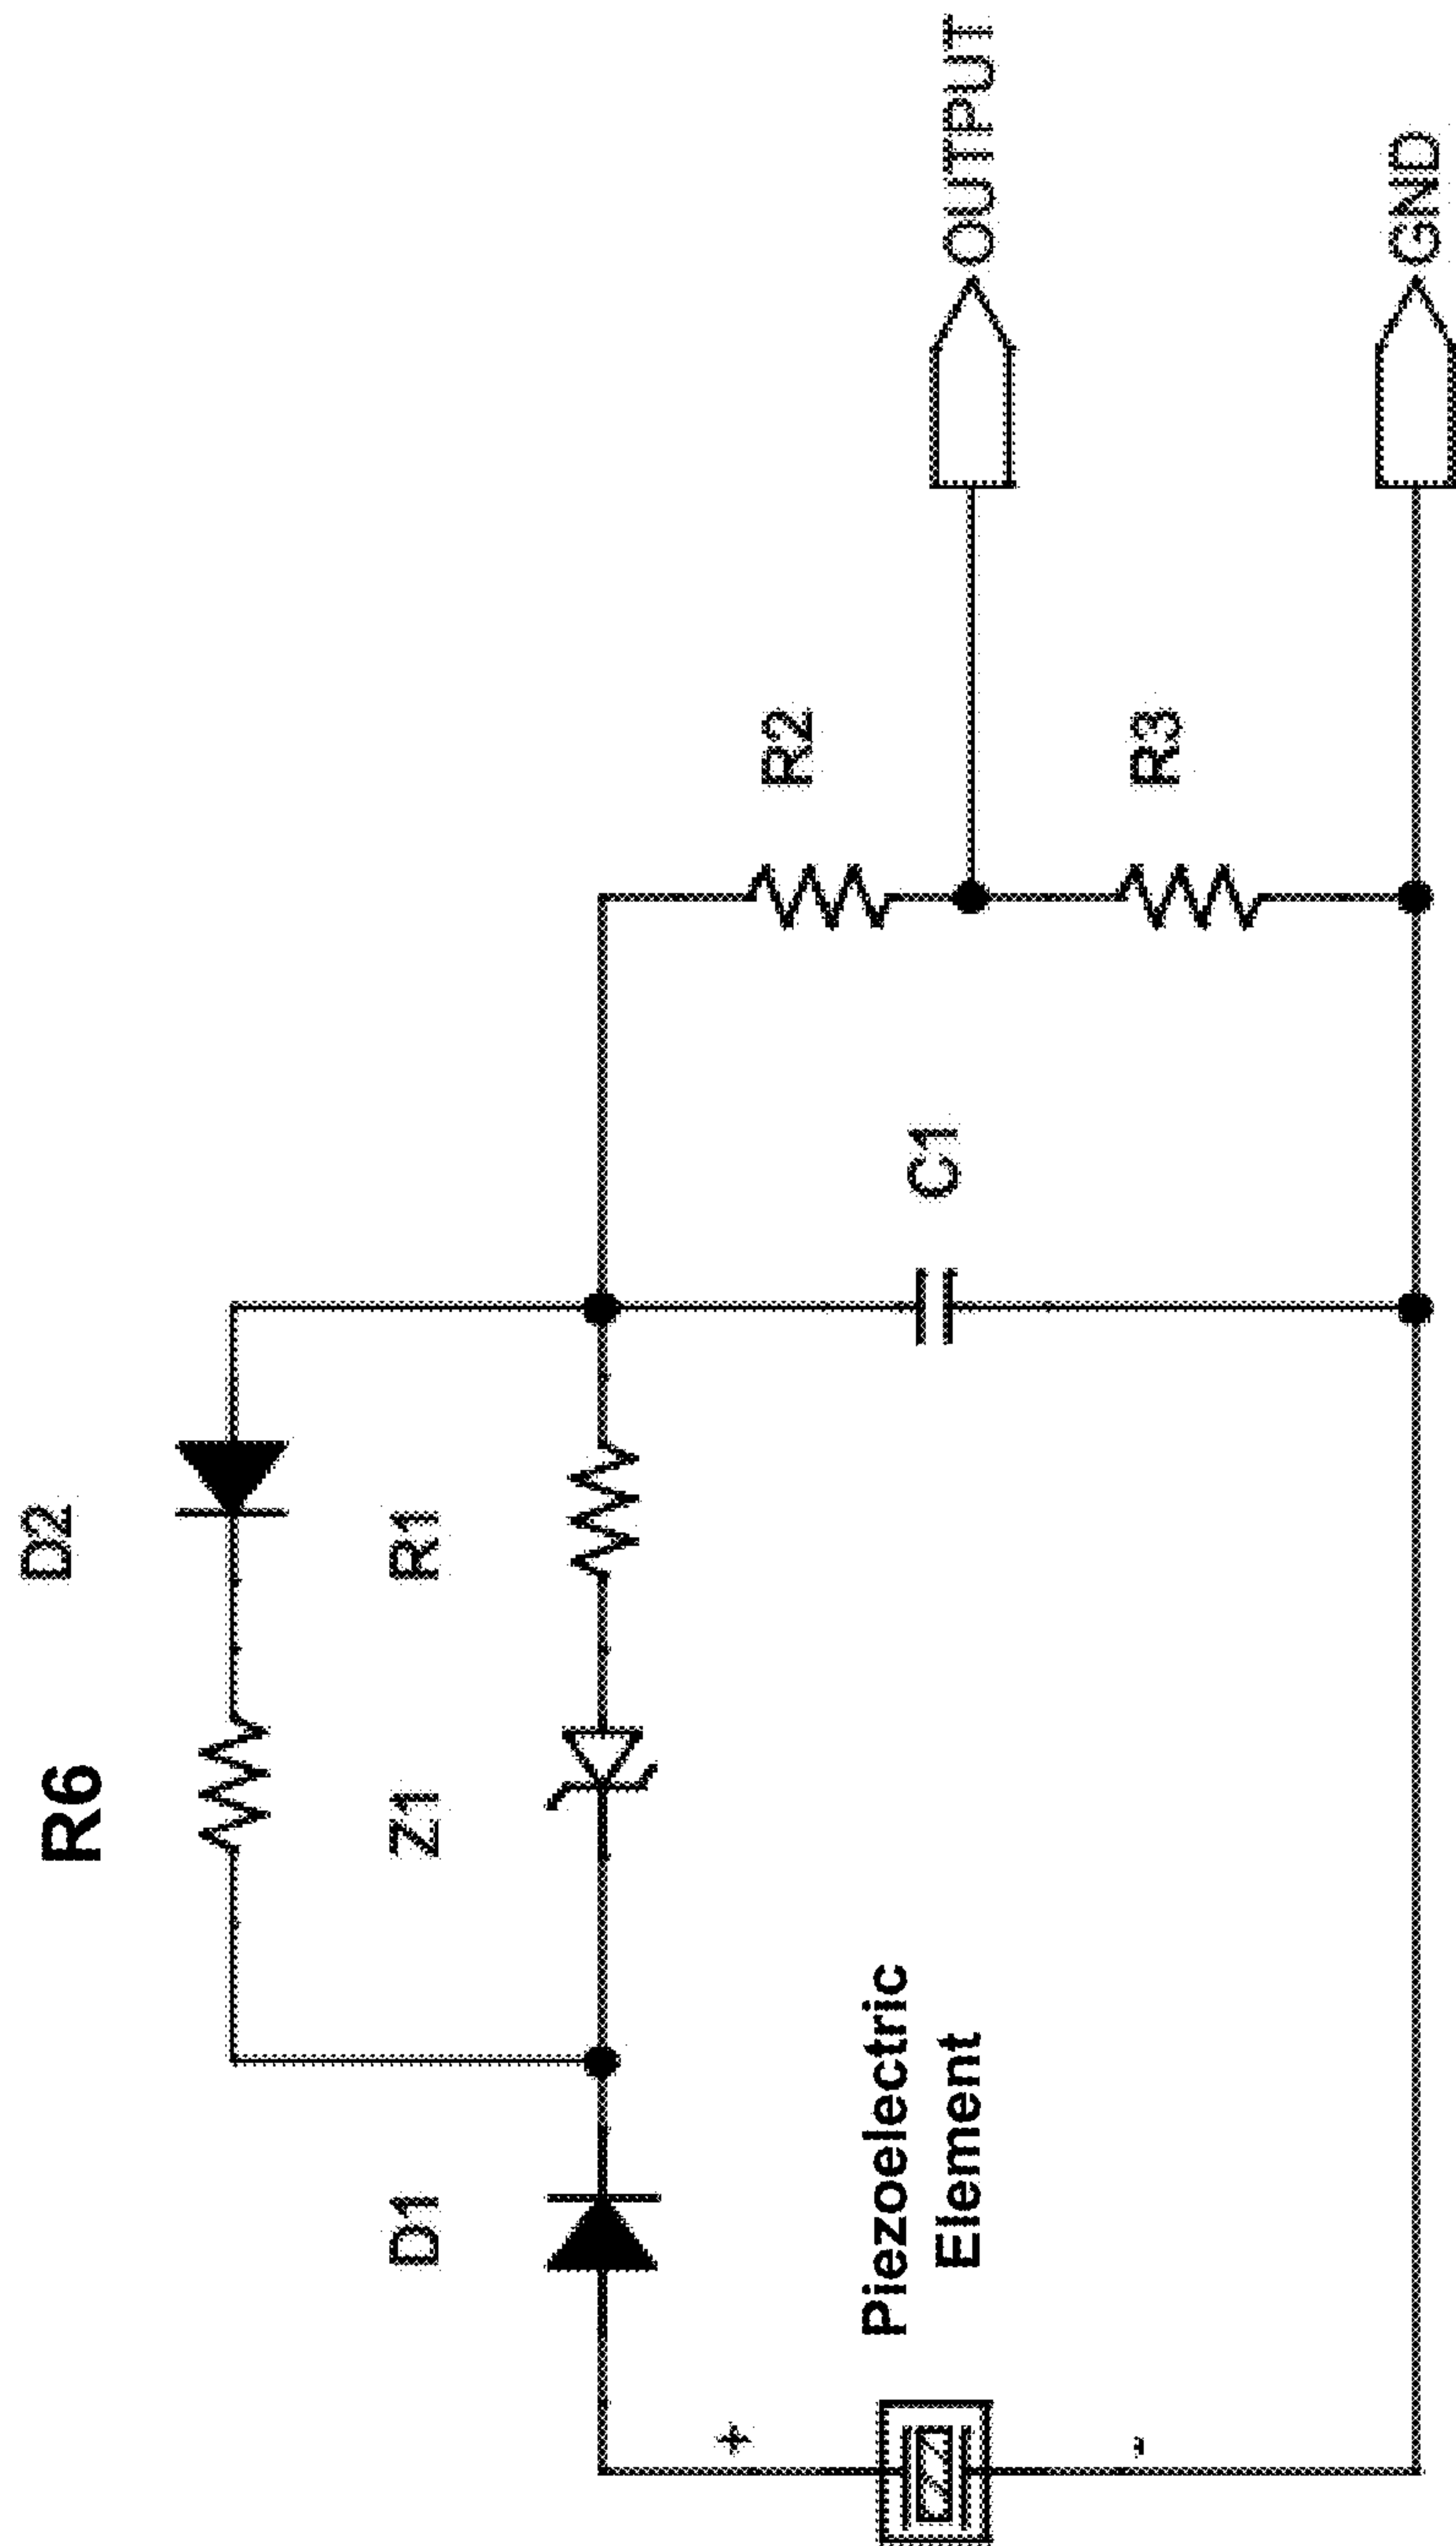 R6
D2
D1
Z1
R1
Piezoelectric
Element
+
-
C1
R2
R3
OUTPUT
GND